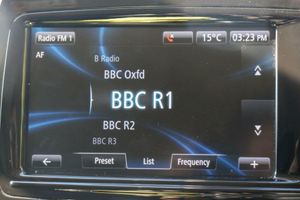 Radio FM 1 15°C 03:23 PM
AF
B Radio
BBC Oxfd
BBC R1
BBC R2
BBC R3
Preset List Frequency